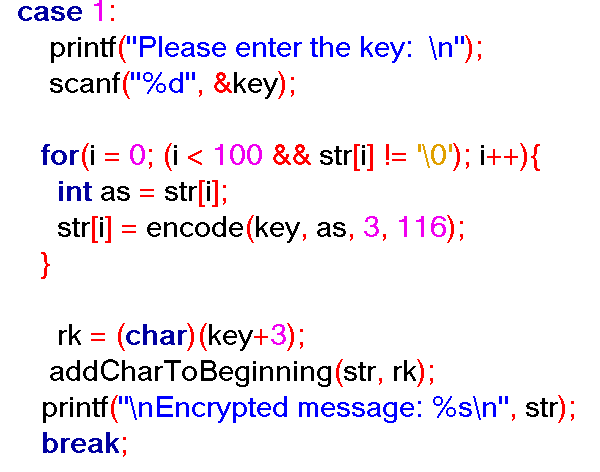 case 1:
printf("Please enter the key:  \n");
scanf("%d", &key);
for(i = 0; (i < 100 && str[i] != '\0'); i++){
int as = str[i];
str[i] = encode(key, as, 3, 116);
}
rk = (char)(key+3);
addCharToBeginning(str, rk);
printf("\nEncrypted message: %s\n", str);
break;